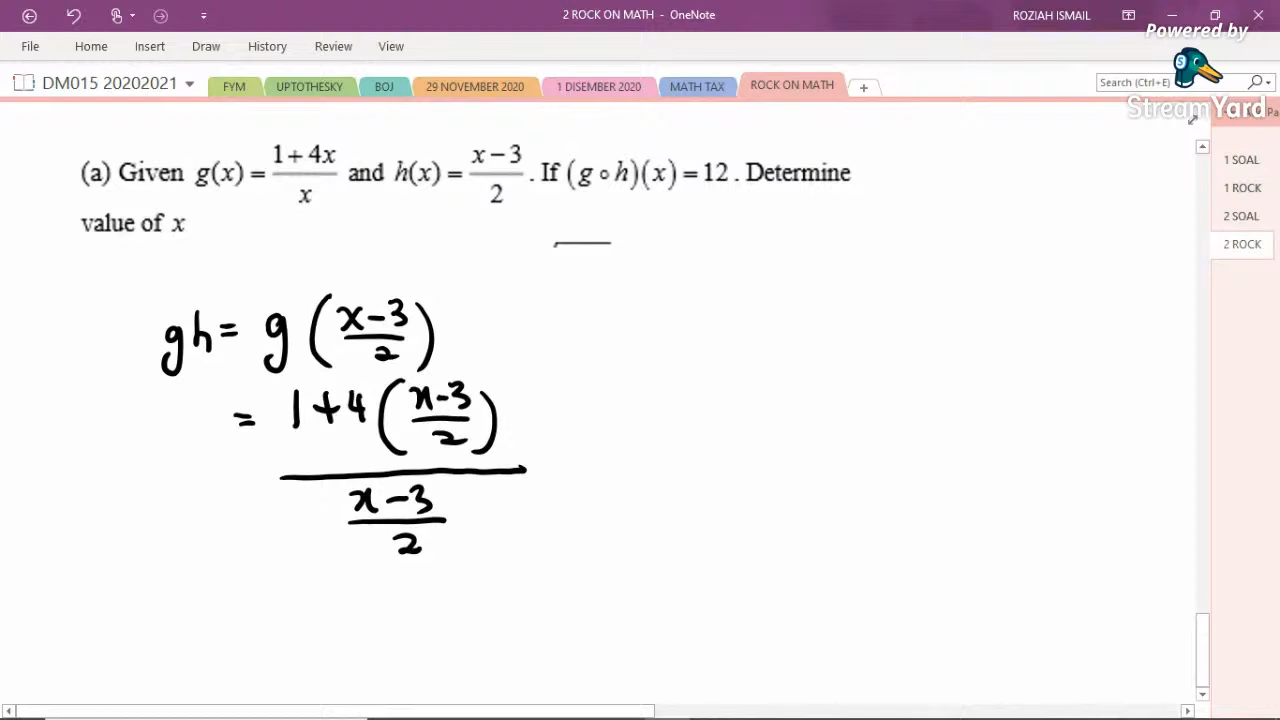 2 ROCK ON MATH - OneNote
ROZIAH ISMAIL
Powered by
StreamYard
File Home Insert Draw History Review View
DM015 20202021 FYM UPTOTHESKY BOJ 29 NOVEMBER 2020 1 DISEMBER 2020 MATH TAX ROCK ON MATH +
Search (Ctrl+E)
Pa
1 SOAL
1 ROCK
2 SOAL
2 ROCK
(a) Given g(x) = (1+4x)/x and h(x) = (x-3)/2 . If (g∘h)(x) = 12 . Determine
value of x
gh = g((x-3)/2)
= (1+4((x-3)/2))/((x-3)/2)